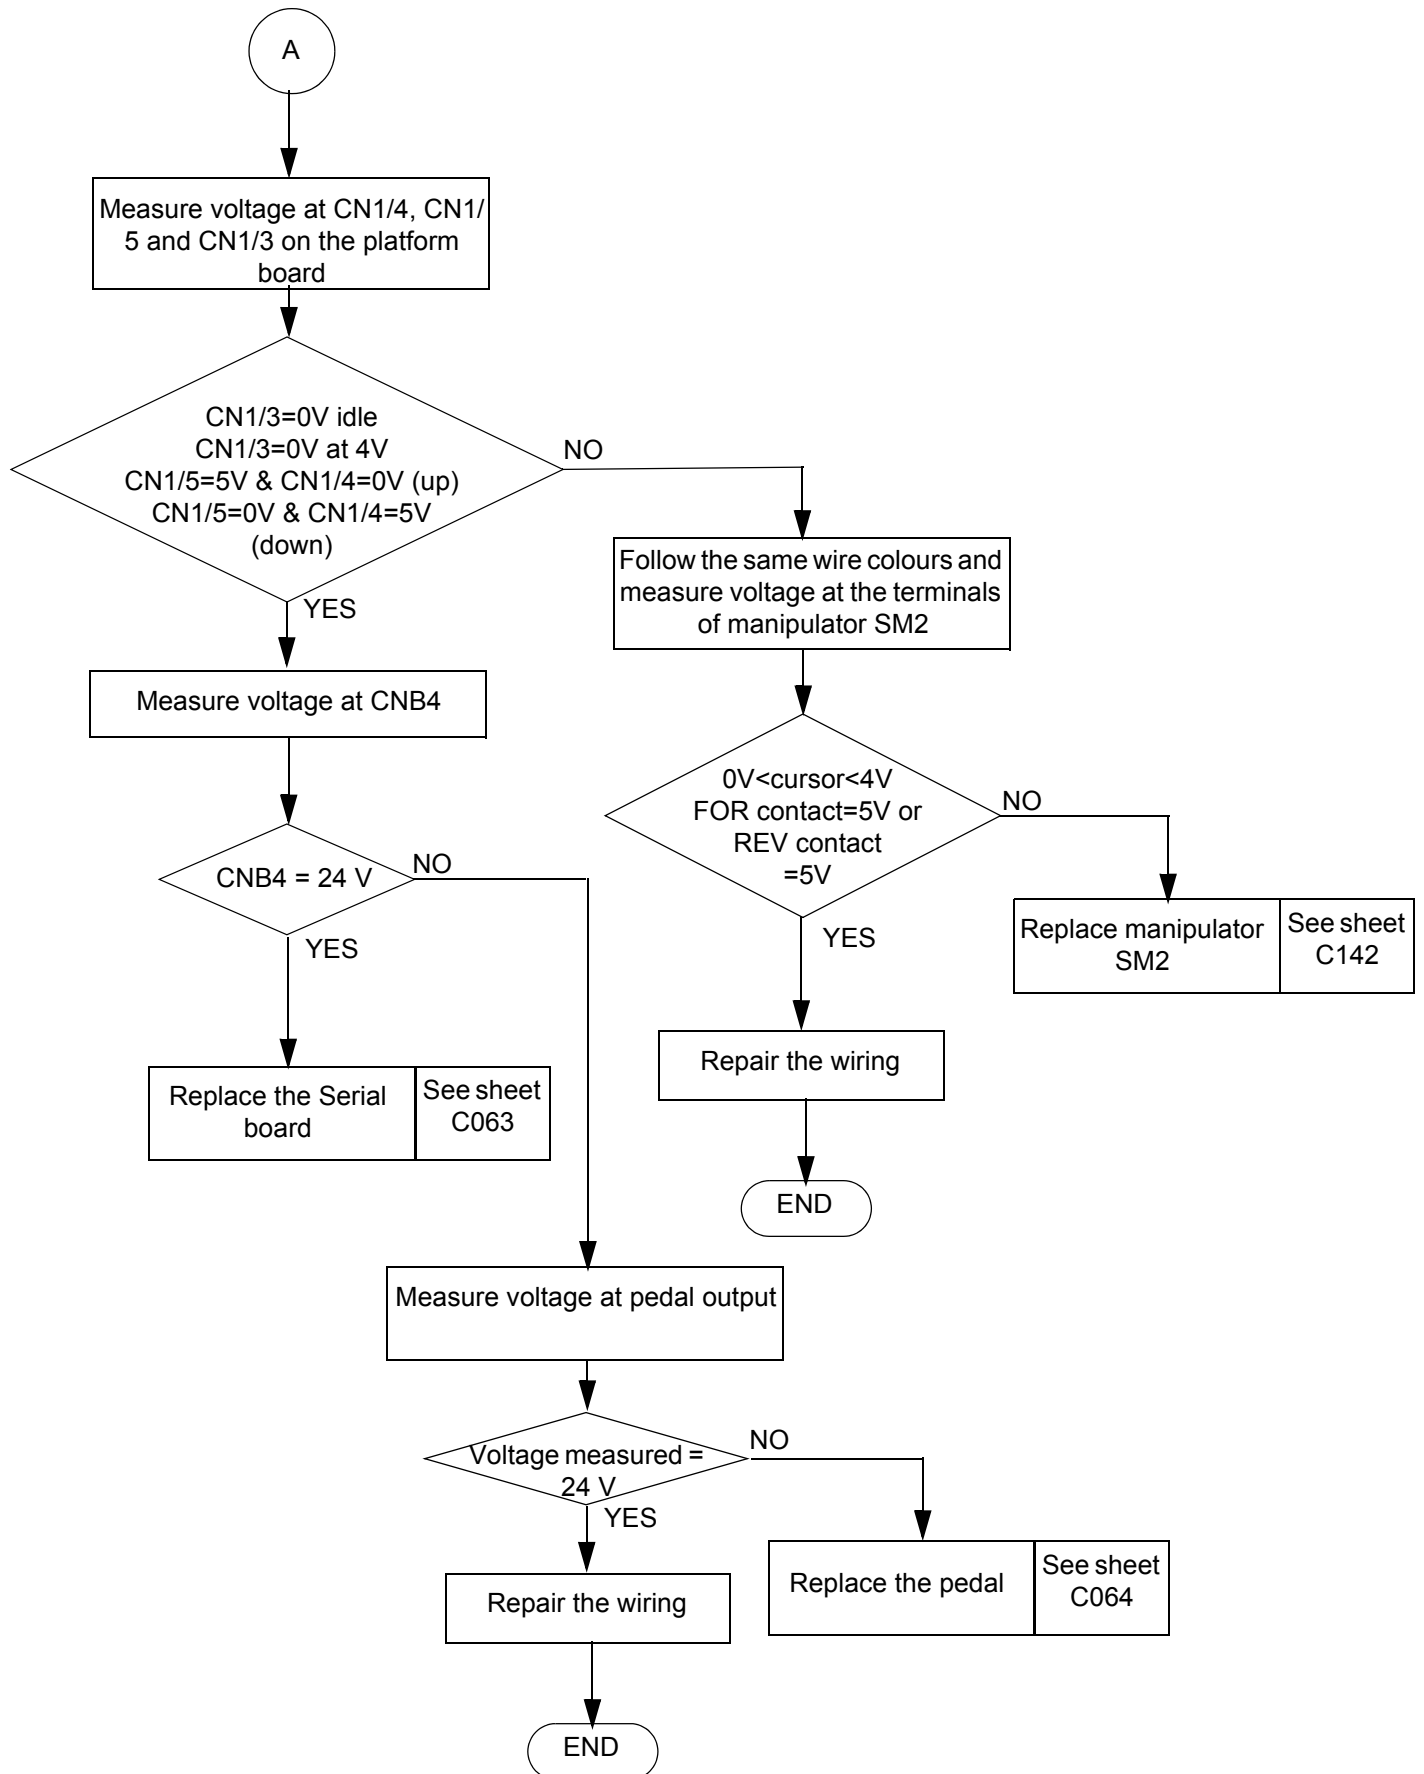 A
Measure voltage at CN1/4, CN1/
5 and CN1/3 on the platform
board
CN1/3=0V idle
CN1/3=0V at 4V
CN1/5=5V & CN1/4=0V (up)
CN1/5=0V & CN1/4=5V
(down)
NO
YES
Follow the same wire colours and
measure voltage at the terminals
of manipulator SM2
Measure voltage at CNB4
0V<cursor<4V
FOR contact=5V or
REV contact
=5V
NO
YES
CNB4 = 24 V
NO
YES
Replace manipulator
SM2
See sheet
C142
Repair the wiring
Replace the Serial
board
See sheet
C063
END
Measure voltage at pedal output
Voltage measured =
24 V
NO
YES
Replace the pedal
See sheet
C064
Repair the wiring
END